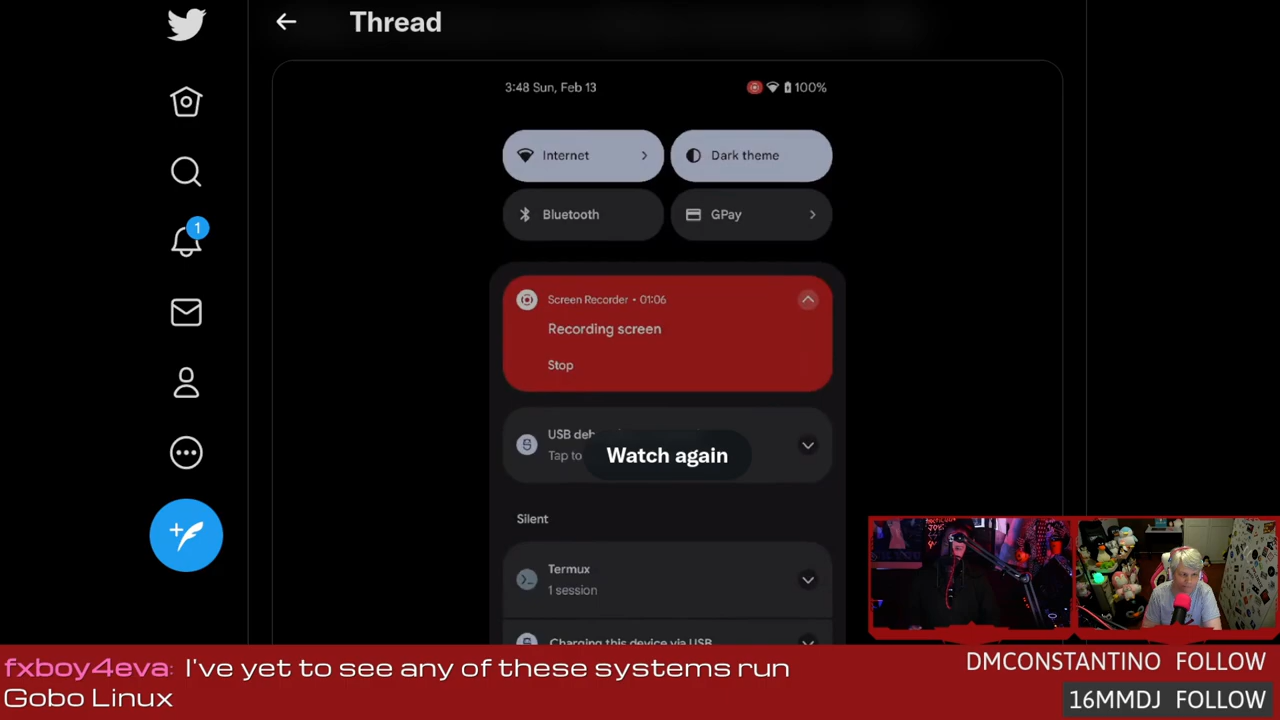 Thread
3:48 Sun, Feb 13
100%
Internet
Dark theme
Bluetooth
GPay
1
Screen Recorder • 01:06
Recording screen
Stop
USB deb
Tap to
Watch again
Silent
Termux
1 session
Charging this device via USB
fxboy4eva: I've yet to see any of these systems run
Gobo Linux
DMCONSTANTINO FOLLOW
16MMDJ FOLLOW